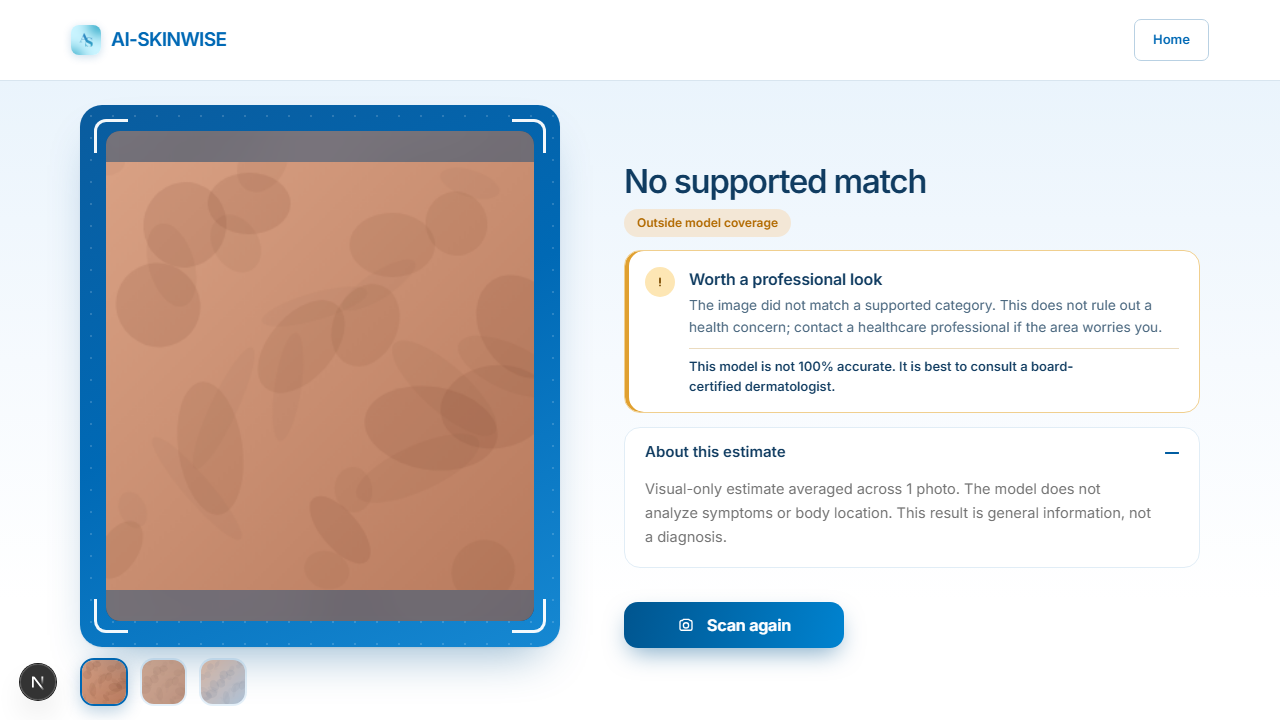 AI-SKINWISE
Home
No supported match
Outside model coverage
!
Worth a professional look
The image did not match a supported category. This does not rule out a
health concern; contact a healthcare professional if the area worries you.
This model is not 100% accurate. It is best to consult a board-
certified dermatologist.
About this estimate
Visual-only estimate averaged across 1 photo. The model does not
analyze symptoms or body location. This result is general information, not
a diagnosis.
Scan again
N